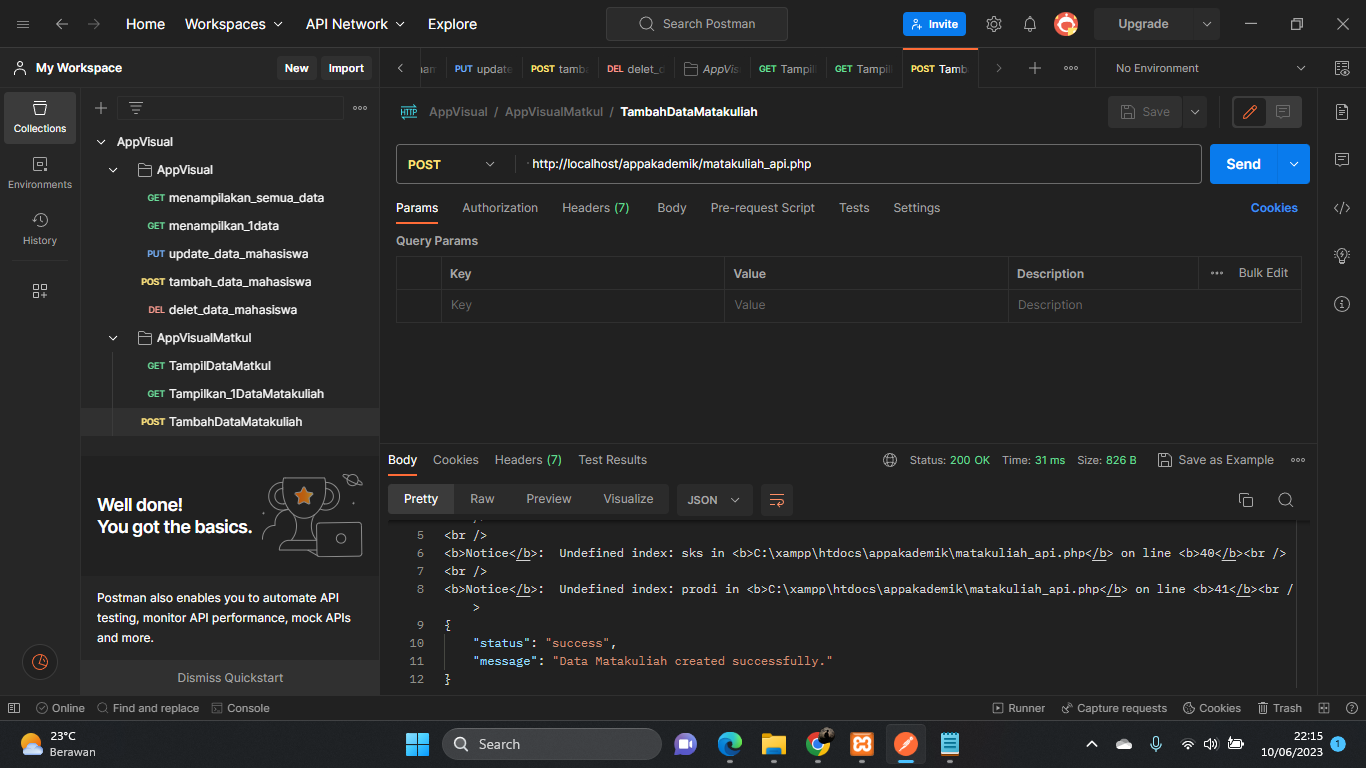 Home Workspaces API Network Explore Search Postman Invite Upgrade
My Workspace New Import PUT update POST tamb DEL delet_d AppVis GET Tampil GET Tampil POST Tamb No Environment
Collections
Environments
History
AppVisual
AppVisual
GET menampilakan_semua_data
GET menampilkan_1data
PUT update_data_mahasiswa
POST tambah_data_mahasiswa
DEL delet_data_mahasiswa
AppVisualMatkul
GET TampilDataMatkul
GET Tampilkan_1DataMatakuliah
POST TambahDataMatakuliah
Well done!
You got the basics.
Postman also enables you to automate API
testing, monitor API performance, mock APIs
and more.
Dismiss Quickstart
HTTP AppVisual / AppVisualMatkul / TambahDataMatakuliah Save
POST http://localhost/appakademik/matakuliah_api.php Send
Params Authorization Headers (7) Body Pre-request Script Tests Settings Cookies
Query Params
Key Value Description Bulk Edit
Key Value Description
Body Cookies Headers (7) Test Results Status: 200 OK Time: 31 ms Size: 826 B Save as Example
Pretty Raw Preview Visualize JSON
5 <br />
6 <b>Notice</b>:  Undefined index: sks in <b>C:\xampp\htdocs\appakademik\matakuliah_api.php</b> on line <b>40</b><br />
7 <br />
8 <b>Notice</b>:  Undefined index: prodi in <b>C:\xampp\htdocs\appakademik\matakuliah_api.php</b> on line <b>41</b><br /
>
9 {
10 "status": "success",
11 "message": "Data Matakuliah created successfully."
12 }
Online Find and replace Console Runner Capture requests Cookies Trash
23°C
Berawan
Search
22:15
10/06/2023
1